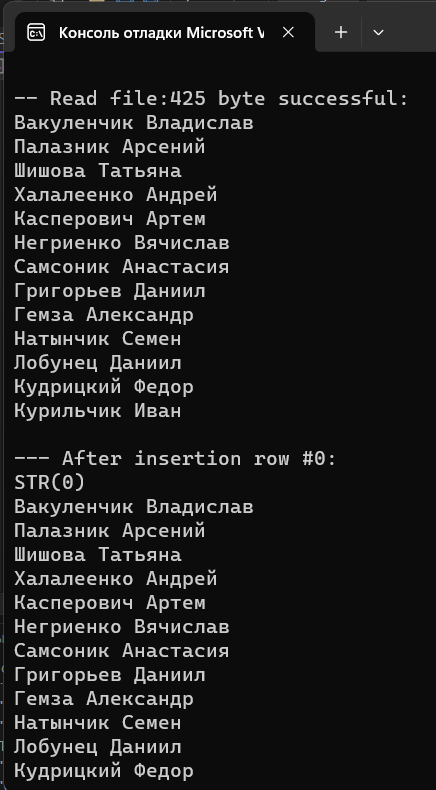 Консоль отладки Microsoft V
-- Read file:425 byte successful:
Вакуленчик Владислав
Палазник Арсений
Шишова Татьяна
Халалеенко Андрей
Касперович Артем
Негриенко Вячислав
Самсоник Анастасия
Григорьев Даниил
Гемза Александр
Натынчик Семен
Лобунец Даниил
Кудрицкий Федор
Курильчик Иван
--- After insertion row #0:
STR(0)
Вакуленчик Владислав
Палазник Арсений
Шишова Татьяна
Халалеенко Андрей
Касперович Артем
Негриенко Вячислав
Самсоник Анастасия
Григорьев Даниил
Гемза Александр
Натынчик Семен
Лобунец Даниил
Кудрицкий Федор